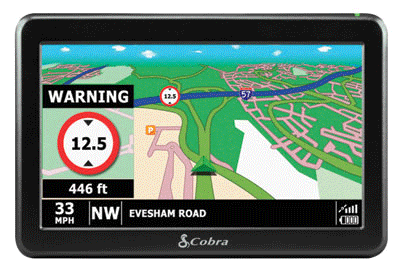 WARNING
12.5
446 ft
12.5
57
P
33
MPH
NW
EVESHAM ROAD
Cobra